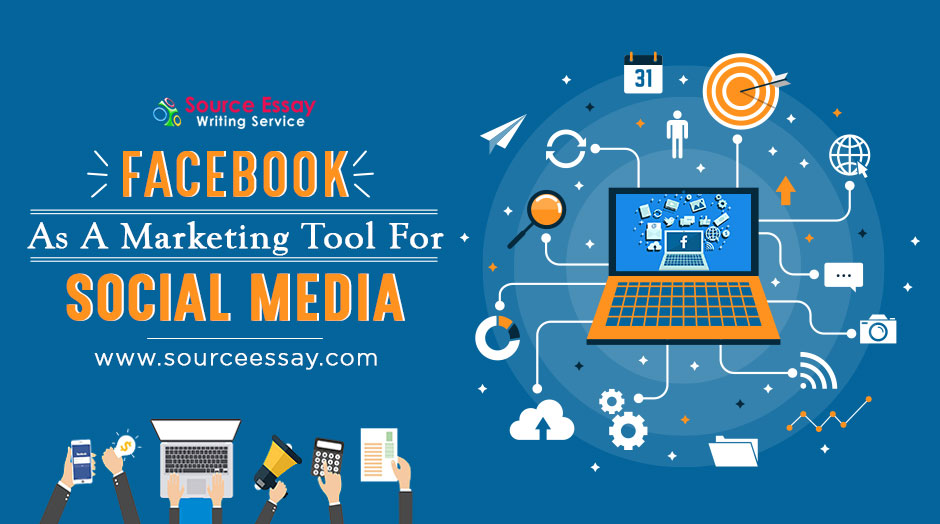 Source Essay
Writing Service
FACEBOOK
As A Marketing Tool For
SOCIAL MEDIA
www.sourceessay.com
31
f